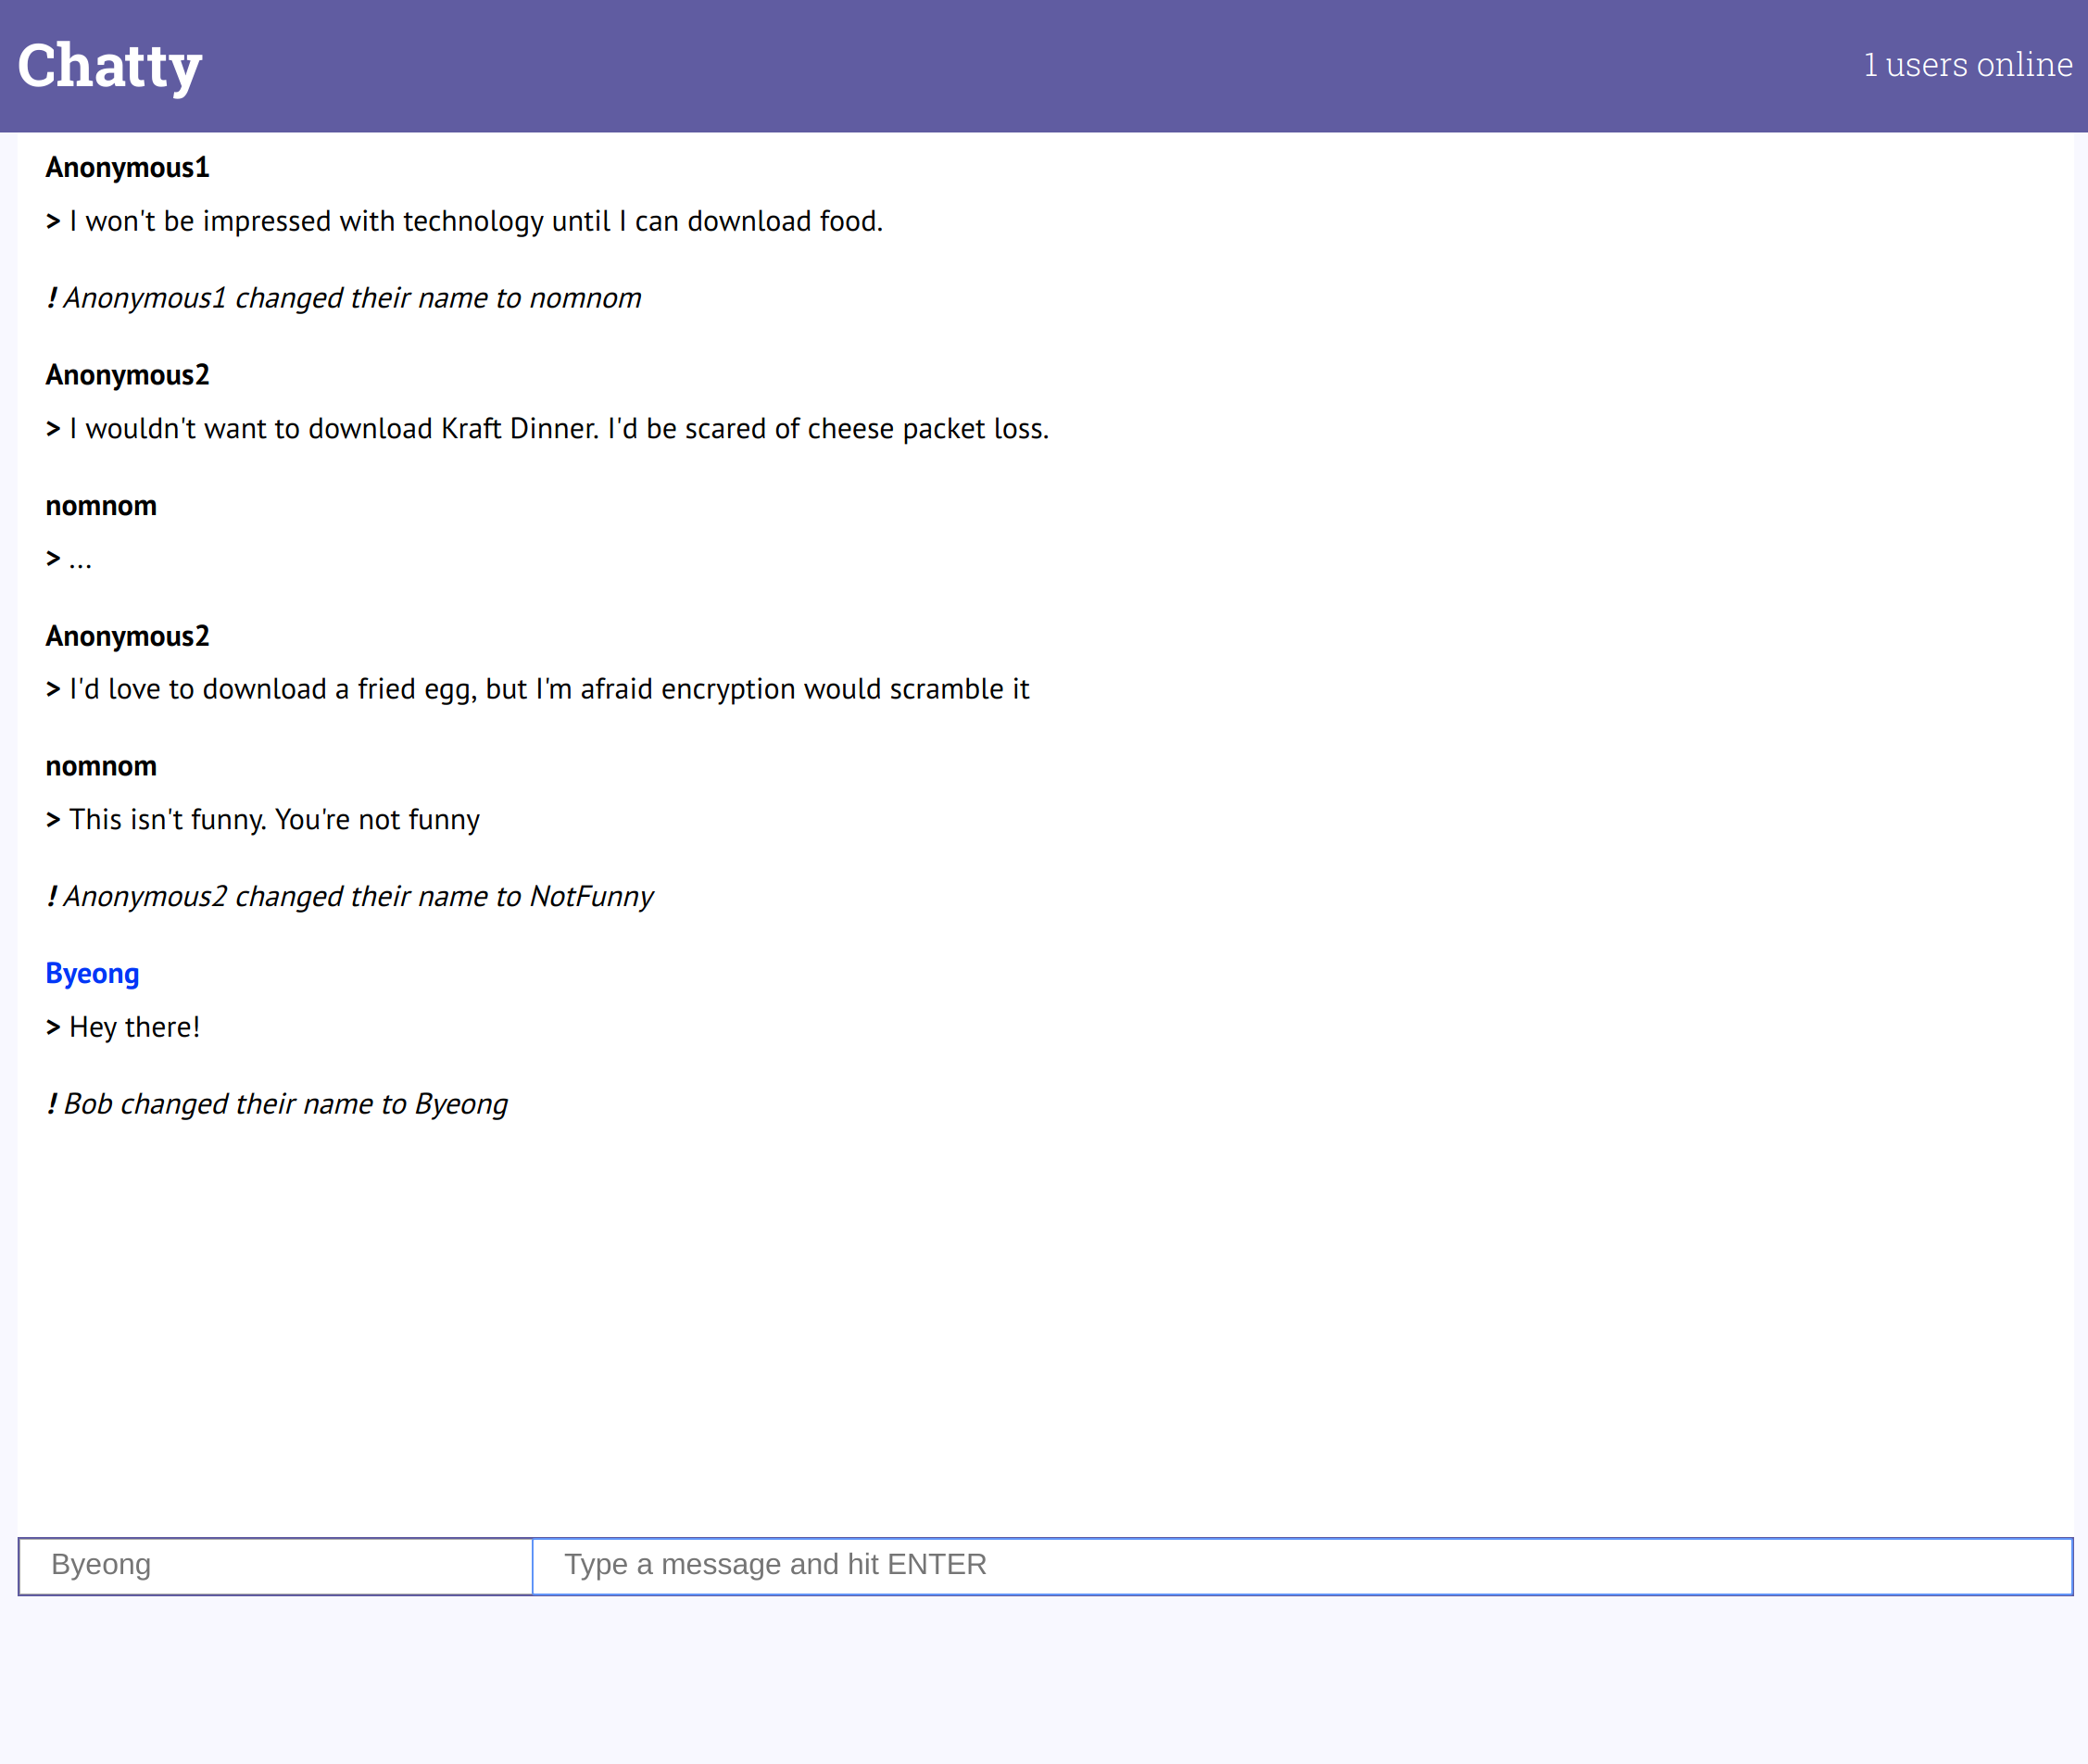 Chatty
1 users online
Anonymous1
> I won't be impressed with technology until I can download food.
! Anonymous1 changed their name to nomnom
Anonymous2
> I wouldn't want to download Kraft Dinner. I'd be scared of cheese packet loss.
nomnom
> ...
Anonymous2
> I'd love to download a fried egg, but I'm afraid encryption would scramble it
nomnom
> This isn't funny. You're not funny
! Anonymous2 changed their name to NotFunny
Byeong
> Hey there!
! Bob changed their name to Byeong
Byeong
Type a message and hit ENTER